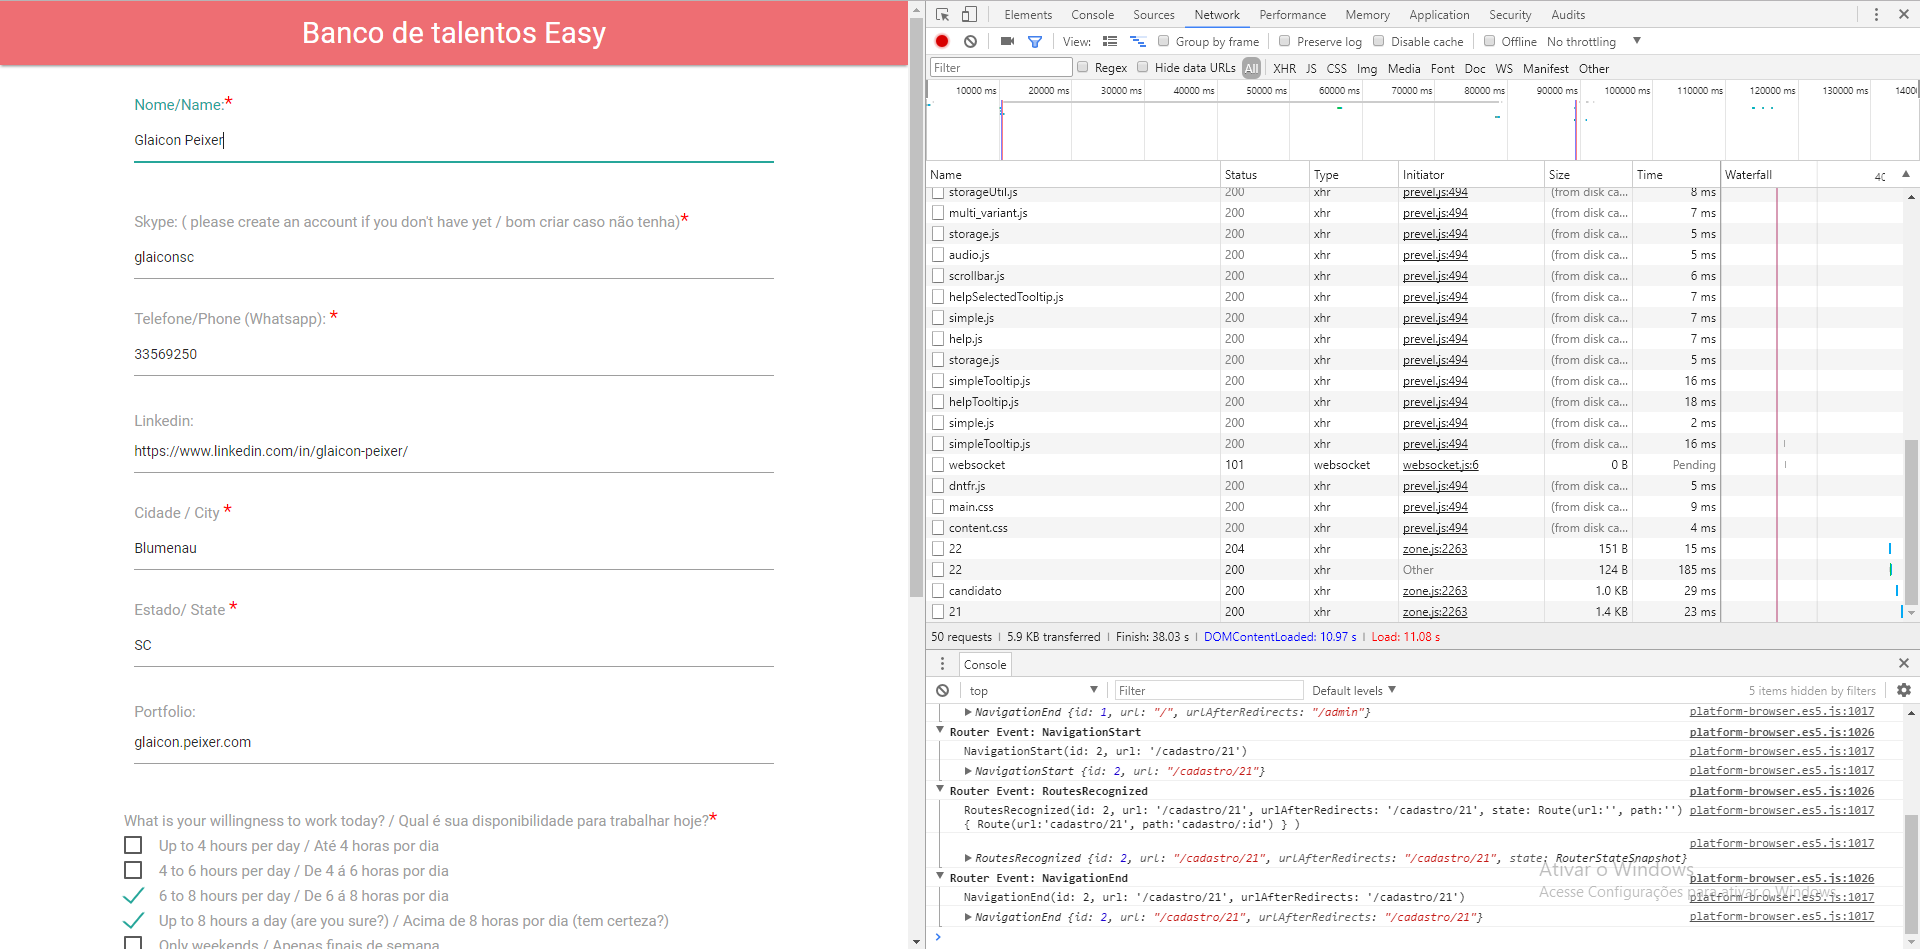 Banco de talentos Easy
Nome/Name:*
Glaicon Peixer
Skype: ( please create an account if you don't have yet / bom criar caso não tenha)*
glaiconsc
Telefone/Phone (Whatsapp): *
33569250
Linkedin:
https://www.linkedin.com/in/glaicon-peixer/
Cidade / City *
Blumenau
Estado/ State *
SC
Portfolio:
glaicon.peixer.com
What is your willingness to work today? / Qual é sua disponibilidade para trabalhar hoje?*
Up to 4 hours per day / Até 4 horas por dia
4 to 6 hours per day / De 4 á 6 horas por dia
6 to 8 hours per day / De 6 á 8 horas por dia
Up to 8 hours a day (are you sure?) / Acima de 8 horas por dia (tem certeza?)
Only weekends / Apenas finais de semana
Elements Console Sources Network Performance Memory Application Security Audits
View: Group by frame Preserve log Disable cache Offline No throttling
Filter Regex Hide data URLs All XHR JS CSS Img Media Font Doc WS Manifest Other
10000 ms 20000 ms 30000 ms 40000 ms 50000 ms 60000 ms 70000 ms 80000 ms 90000 ms 100000 ms 110000 ms 120000 ms 130000 ms 1400
Name Status Type Initiator Size Time Waterfall 40
storageUtil.js 200 xhr prevel.js:494 (from disk ca... 8 ms
multi_variant.js 200 xhr prevel.js:494 (from disk ca... 7 ms
storage.js 200 xhr prevel.js:494 (from disk ca... 5 ms
audio.js 200 xhr prevel.js:494 (from disk ca... 5 ms
scrollbar.js 200 xhr prevel.js:494 (from disk ca... 6 ms
helpSelectedTooltip.js 200 xhr prevel.js:494 (from disk ca... 7 ms
simple.js 200 xhr prevel.js:494 (from disk ca... 7 ms
help.js 200 xhr prevel.js:494 (from disk ca... 7 ms
storage.js 200 xhr prevel.js:494 (from disk ca... 5 ms
simpleTooltip.js 200 xhr prevel.js:494 (from disk ca... 16 ms
helpTooltip.js 200 xhr prevel.js:494 (from disk ca... 18 ms
simple.js 200 xhr prevel.js:494 (from disk ca... 2 ms
simpleTooltip.js 200 xhr prevel.js:494 (from disk ca... 16 ms
websocket 101 websocket websocket.js:6 0 B Pending
dntfr.js 200 xhr prevel.js:494 (from disk ca... 5 ms
main.css 200 xhr prevel.js:494 (from disk ca... 9 ms
content.css 200 xhr prevel.js:494 (from disk ca... 4 ms
22 204 xhr zone.js:2263 151 B 15 ms
22 200 xhr Other 124 B 185 ms
candidato 200 xhr zone.js:2263 1.0 KB 29 ms
21 200 xhr zone.js:2263 1.4 KB 23 ms
50 requests | 5.9 KB transferred | Finish: 38.03 s | DOMContentLoaded: 10.97 s | Load: 11.08 s
Console
top Filter Default levels 5 items hidden by filters
NavigationEnd {id: 1, url: "/", urlAfterRedirects: "/admin"} platform-browser.es5.js:1017
Router Event: NavigationStart platform-browser.es5.js:1026
NavigationStart(id: 2, url: '/cadastro/21') platform-browser.es5.js:1017
NavigationStart {id: 2, url: "/cadastro/21"} platform-browser.es5.js:1017
Router Event: RoutesRecognized platform-browser.es5.js:1026
RoutesRecognized(id: 2, url: '/cadastro/21', urlAfterRedirects: '/cadastro/21', state: Route(url:'', path:'') platform-browser.es5.js:1017
{ Route(url:'cadastro/21', path:'cadastro/:id') } )
platform-browser.es5.js:1017
RoutesRecognized {id: 2, url: "/cadastro/21", urlAfterRedirects: "/cadastro/21", state: RouterStateSnapshot}
Router Event: NavigationEnd platform-browser.es5.js:1026
NavigationEnd(id: 2, url: '/cadastro/21', urlAfterRedirects: '/cadastro/21') platform-browser.es5.js:1017
NavigationEnd {id: 2, url: "/cadastro/21", urlAfterRedirects: "/cadastro/21"} platform-browser.es5.js:1017
Ativar o Windows
Acesse Configurações para ativar o Windows.